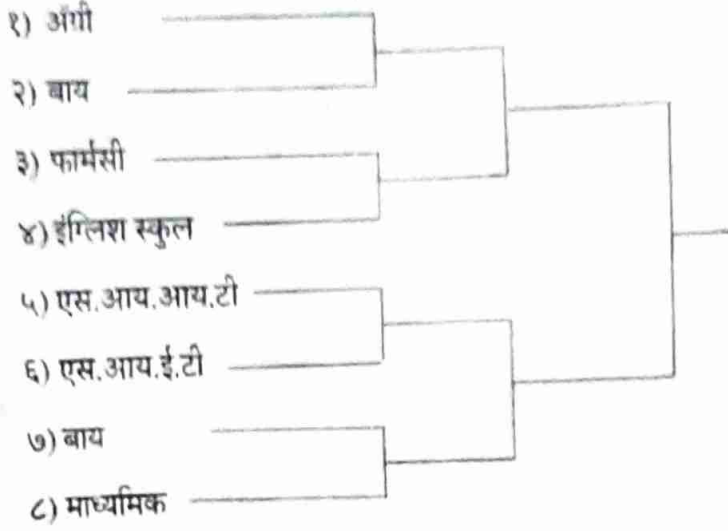 १) अ‍ॅग्री
२) बाय
३) फार्मसी
४) इंग्लिश स्कुल
५) एस.आय.आय.टी
६) एस.आय.ई.टी
७) बाय
८) माध्यमिक